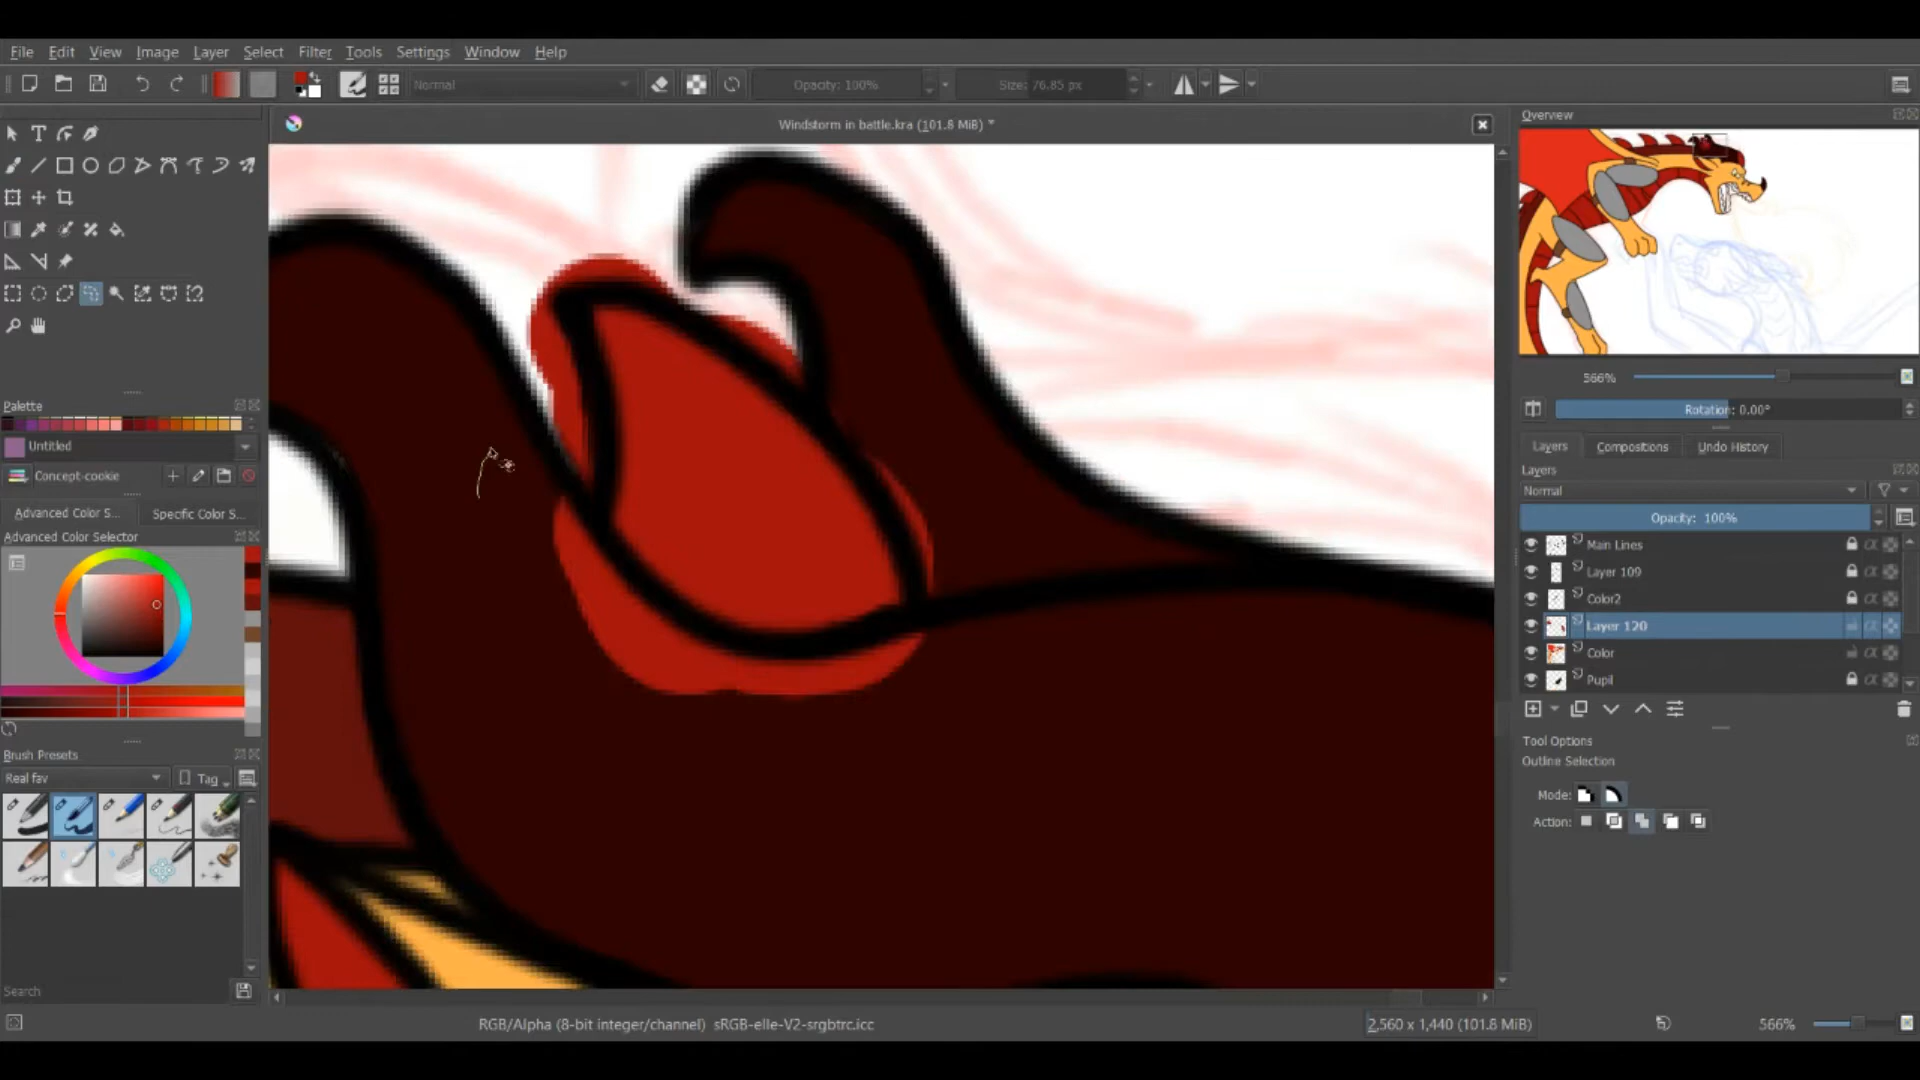 File Edit View Image Layer Select Filter Tools Settings Window Help
Normal Opacity: 100% Size: 76.85 px
Windstorm in battle.kra (101.8 MiB) *
Overview
566%
Rotation: 0.00°
Layers Compositions Undo History
Layers
Normal
Opacity: 100%
Main Lines
Layer 109
Color2
Layer 120
Color
Pupil
Tool Options
Outline Selection
Mode:
Action:
Palette
Untitled
Concept-cookie
Advanced Color S... Specific Color S...
Advanced Color Selector
Brush Presets
Real fav Tag
Search
RGB/Alpha (8-bit integer/channel) sRGB-elle-V2-srgbtrc.icc
2,560 x 1,440 (101.8 MiB) 566%